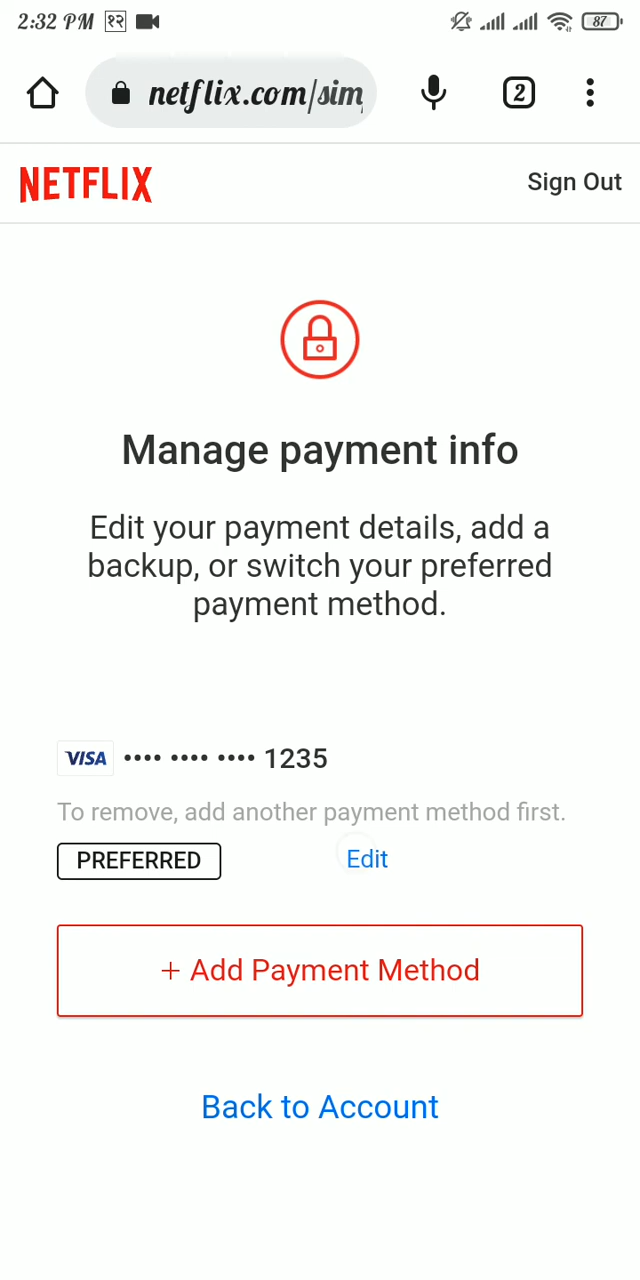 2:32 PM १२ 87
netflix.com/sim 2
NETFLIX Sign Out
Manage payment info
Edit your payment details, add a
backup, or switch your preferred
payment method.
VISA •••• •••• •••• 1235
To remove, add another payment method first.
PREFERRED Edit
+ Add Payment Method
Back to Account